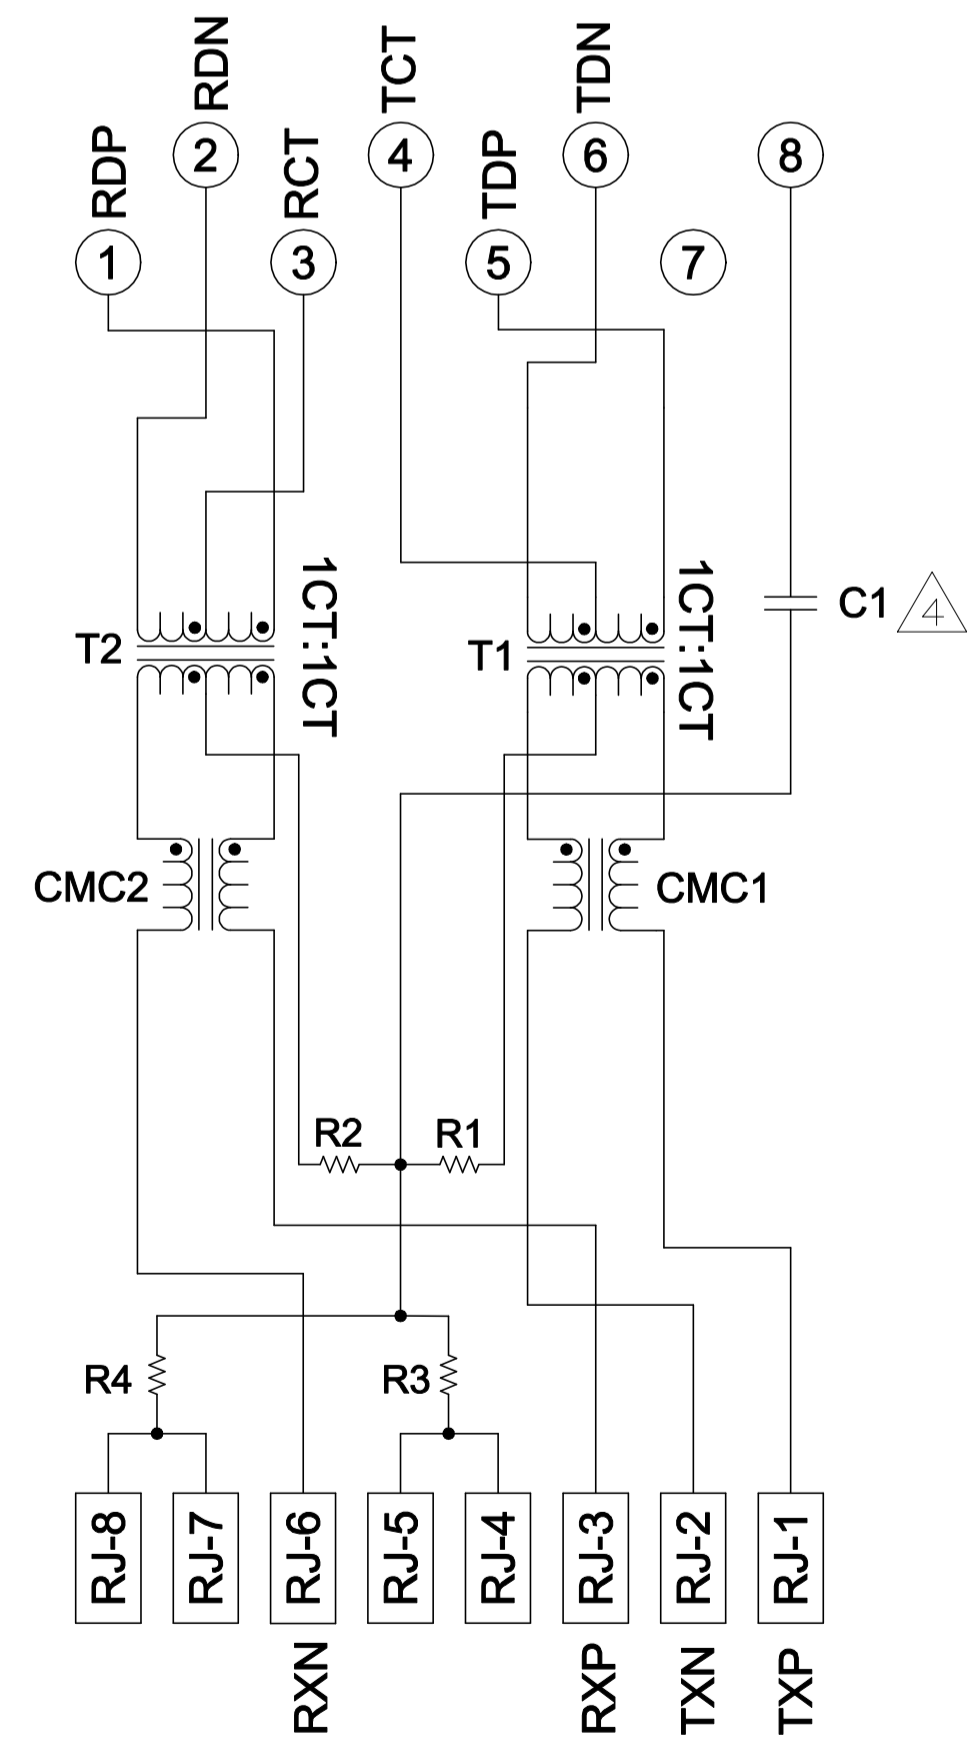 RDN
TCT
TDN
RDP
2
RCT
4
TDP
6
8
1
3
5
7
1CT:1CT
1CT:1CT
C1
4
T2
T1
CMC2
CMC1
R2
R1
R4
R3
RJ-8
RJ-7
RJ-6
RJ-5
RJ-4
RJ-3
RJ-2
RJ-1
RXN
RXP
TXN
TXP